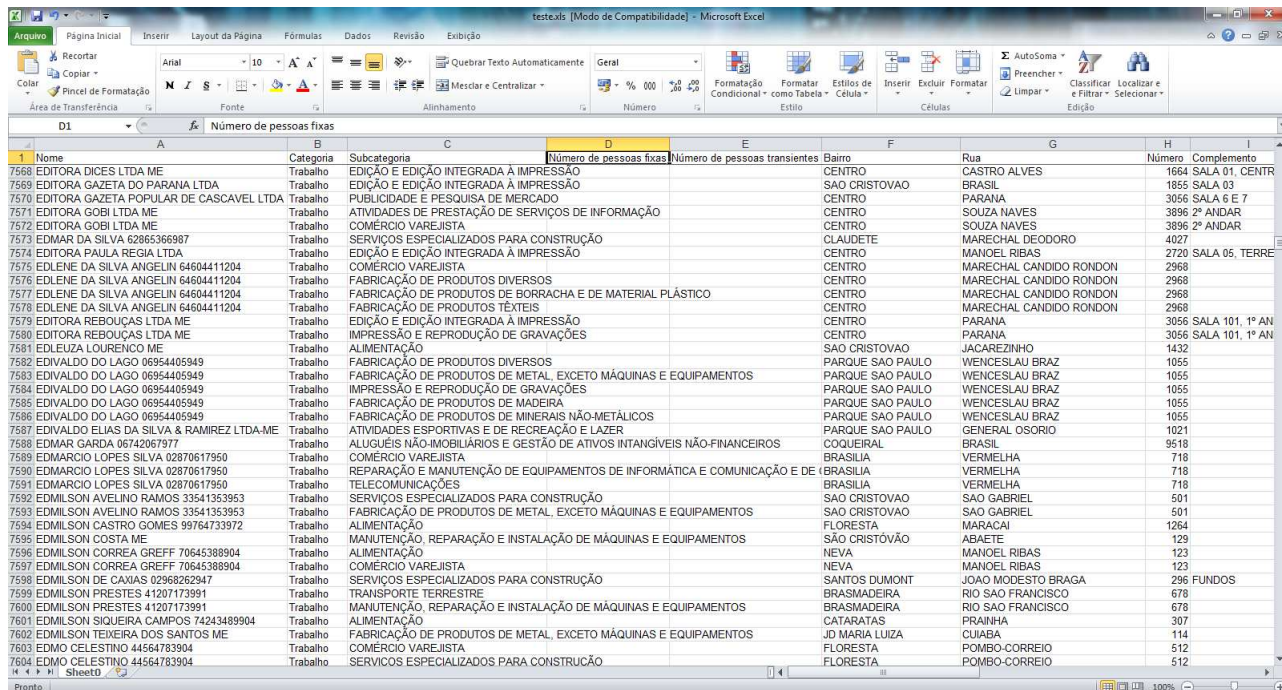 teste.xls [Modo de Compatibilidade] - Microsoft Excel
Arquivo Página Inicial Inserir Layout da Página Fórmulas Dados Revisão Exibição
Recortar Arial 10 Quebrar Texto Automaticamente Geral Σ AutoSoma
Copiar Preencher
Colar Pincel de Formatação N I S Mesclar e Centralizar % 000 Formatação Condicional Formatar como Tabela Estilos de Célula Inserir Excluir Formatar Limpar Classificar e Filtrar Localizar e Selecionar
Área de Transferência Fonte Alinhamento Número Estilo Células Edição
D1 fx Número de pessoas fixas
A B C D E F G H I
1 Nome Categoria Subcategoria Número de pessoas fixas Número de pessoas transientes Bairro Rua Número Complemento
7568 EDITORA DICES LTDA ME Trabalho EDIÇÃO E EDIÇÃO INTEGRADA À IMPRESSÃO CENTRO CASTRO ALVES 1664 SALA 01, CENTR
7569 EDITORA GAZETA DO PARANA LTDA Trabalho EDIÇÃO E EDIÇÃO INTEGRADA À IMPRESSÃO SAO CRISTOVAO BRASIL 1855 SALA 03
7570 EDITORA GAZETA POPULAR DE CASCAVEL LTDA Trabalho PUBLICIDADE E PESQUISA DE MERCADO CENTRO PARANA 3056 SALA 6 E 7
7571 EDITORA GOBI LTDA ME Trabalho ATIVIDADES DE PRESTAÇÃO DE SERVIÇOS DE INFORMAÇÃO CENTRO SOUZA NAVES 3896 2º ANDAR
7572 EDITORA GOBI LTDA ME Trabalho COMÉRCIO VAREJISTA CENTRO SOUZA NAVES 3896 2º ANDAR
7573 EDMAR DA SILVA 62865366987 Trabalho SERVIÇOS ESPECIALIZADOS PARA CONSTRUÇÃO CLAUDETE MARECHAL DEODORO 4027
7574 EDITORA PAULA REGIA LTDA Trabalho EDIÇÃO E EDIÇÃO INTEGRADA À IMPRESSÃO CENTRO MANOEL RIBAS 2720 SALA 05, TERRE
7575 EDLENE DA SILVA ANGELIN 64604411204 Trabalho COMÉRCIO VAREJISTA CENTRO MARECHAL CANDIDO RONDON 2968
7576 EDLENE DA SILVA ANGELIN 64604411204 Trabalho FABRICAÇÃO DE PRODUTOS DIVERSOS CENTRO MARECHAL CANDIDO RONDON 2968
7577 EDLENE DA SILVA ANGELIN 64604411204 Trabalho FABRICAÇÃO DE PRODUTOS DE BORRACHA E DE MATERIAL PLÁSTICO CENTRO MARECHAL CANDIDO RONDON 2968
7578 EDLENE DA SILVA ANGELIN 64604411204 Trabalho FABRICAÇÃO DE PRODUTOS TÊXTEIS CENTRO MARECHAL CANDIDO RONDON 2968
7579 EDITORA REBOUÇAS LTDA ME Trabalho EDIÇÃO E EDIÇÃO INTEGRADA À IMPRESSÃO CENTRO PARANA 3056 SALA 101, 1º AN
7580 EDITORA REBOUÇAS LTDA ME Trabalho IMPRESSÃO E REPRODUÇÃO DE GRAVAÇÕES CENTRO PARANA 3056 SALA 101, 1º AN
7581 EDLEUZA LOURENCO ME Trabalho ALIMENTAÇÃO SAO CRISTOVAO JACAREZINHO 1432
7582 EDIVALDO DO LAGO 06954405949 Trabalho FABRICAÇÃO DE PRODUTOS DIVERSOS PARQUE SAO PAULO WENCESLAU BRAZ 1055
7583 EDIVALDO DO LAGO 06954405949 Trabalho FABRICAÇÃO DE PRODUTOS DE METAL, EXCETO MÁQUINAS E EQUIPAMENTOS PARQUE SAO PAULO WENCESLAU BRAZ 1055
7584 EDIVALDO DO LAGO 06954405949 Trabalho IMPRESSÃO E REPRODUÇÃO DE GRAVAÇÕES PARQUE SAO PAULO WENCESLAU BRAZ 1055
7585 EDIVALDO DO LAGO 06954405949 Trabalho FABRICAÇÃO DE PRODUTOS DE MADEIRA PARQUE SAO PAULO WENCESLAU BRAZ 1055
7586 EDIVALDO DO LAGO 06954405949 Trabalho FABRICAÇÃO DE PRODUTOS DE MINERAIS NÃO-METÁLICOS PARQUE SAO PAULO WENCESLAU BRAZ 1055
7587 EDIVALDO ELIAS DA SILVA & RAMIREZ LTDA-ME Trabalho ATIVIDADES ESPORTIVAS E DE RECREAÇÃO E LAZER PARQUE SAO PAULO GENERAL OSORIO 1021
7588 EDMAR GARDA 06742067977 Trabalho ALUGUÉIS NÃO-IMOBILIÁRIOS E GESTÃO DE ATIVOS INTANGÍVEIS NÃO-FINANCEIROS COQUEIRAL BRASIL 9518
7589 EDMARCIO LOPES SILVA 02870617950 Trabalho COMÉRCIO VAREJISTA BRASILIA VERMELHA 718
7590 EDMARCIO LOPES SILVA 02870617950 Trabalho REPARAÇÃO E MANUTENÇÃO DE EQUIPAMENTOS DE INFORMÁTICA E COMUNICAÇÃO E DE BRASILIA VERMELHA 718
7591 EDMARCIO LOPES SILVA 02870617950 Trabalho TELECOMUNICAÇÕES BRASILIA VERMELHA 718
7592 EDMILSON AVELINO RAMOS 33541353953 Trabalho SERVIÇOS ESPECIALIZADOS PARA CONSTRUÇÃO SAO CRISTOVAO SAO GABRIEL 501
7593 EDMILSON AVELINO RAMOS 33541353953 Trabalho FABRICAÇÃO DE PRODUTOS DE METAL, EXCETO MÁQUINAS E EQUIPAMENTOS SAO CRISTOVAO SAO GABRIEL 501
7594 EDMILSON CASTRO GOMES 99764733972 Trabalho ALIMENTAÇÃO FLORESTA MARACAI 1264
7595 EDMILSON COSTA ME Trabalho MANUTENÇÃO, REPARAÇÃO E INSTALAÇÃO DE MÁQUINAS E EQUIPAMENTOS SÃO CRISTÓVÃO ABAETE 129
7596 EDMILSON CORREA GREFF 70645388904 Trabalho ALIMENTAÇÃO NEVA MANOEL RIBAS 123
7597 EDMILSON CORREA GREFF 70645388904 Trabalho COMÉRCIO VAREJISTA NEVA MANOEL RIBAS 123
7598 EDMILSON DE CAXIAS 02968262947 Trabalho SERVIÇOS ESPECIALIZADOS PARA CONSTRUÇÃO SANTOS DUMONT JOAO MODESTO BRAGA 296 FUNDOS
7599 EDMILSON PRESTES 41207173991 Trabalho TRANSPORTE TERRESTRE BRASMADEIRA RIO SAO FRANCISCO 678
7600 EDMILSON PRESTES 41207173991 Trabalho MANUTENÇÃO, REPARAÇÃO E INSTALAÇÃO DE MÁQUINAS E EQUIPAMENTOS BRASMADEIRA RIO SAO FRANCISCO 678
7601 EDMILSON SIQUEIRA CAMPOS 74243489904 Trabalho ALIMENTAÇÃO CATARATAS PRAINHA 307
7602 EDMILSON TEIXEIRA DOS SANTOS ME Trabalho FABRICAÇÃO DE PRODUTOS DE METAL, EXCETO MÁQUINAS E EQUIPAMENTOS JD MARIA LUIZA CUIABA 114
7603 EDMO CELESTINO 44564783904 Trabalho COMÉRCIO VAREJISTA FLORESTA POMBO-CORREIO 512
7604 EDMO CELESTINO 44564783904 Trabalho SERVIÇOS ESPECIALIZADOS PARA CONSTRUÇÃO FLORESTA POMBO-CORREIO 512
Sheet0
Pronto 100%